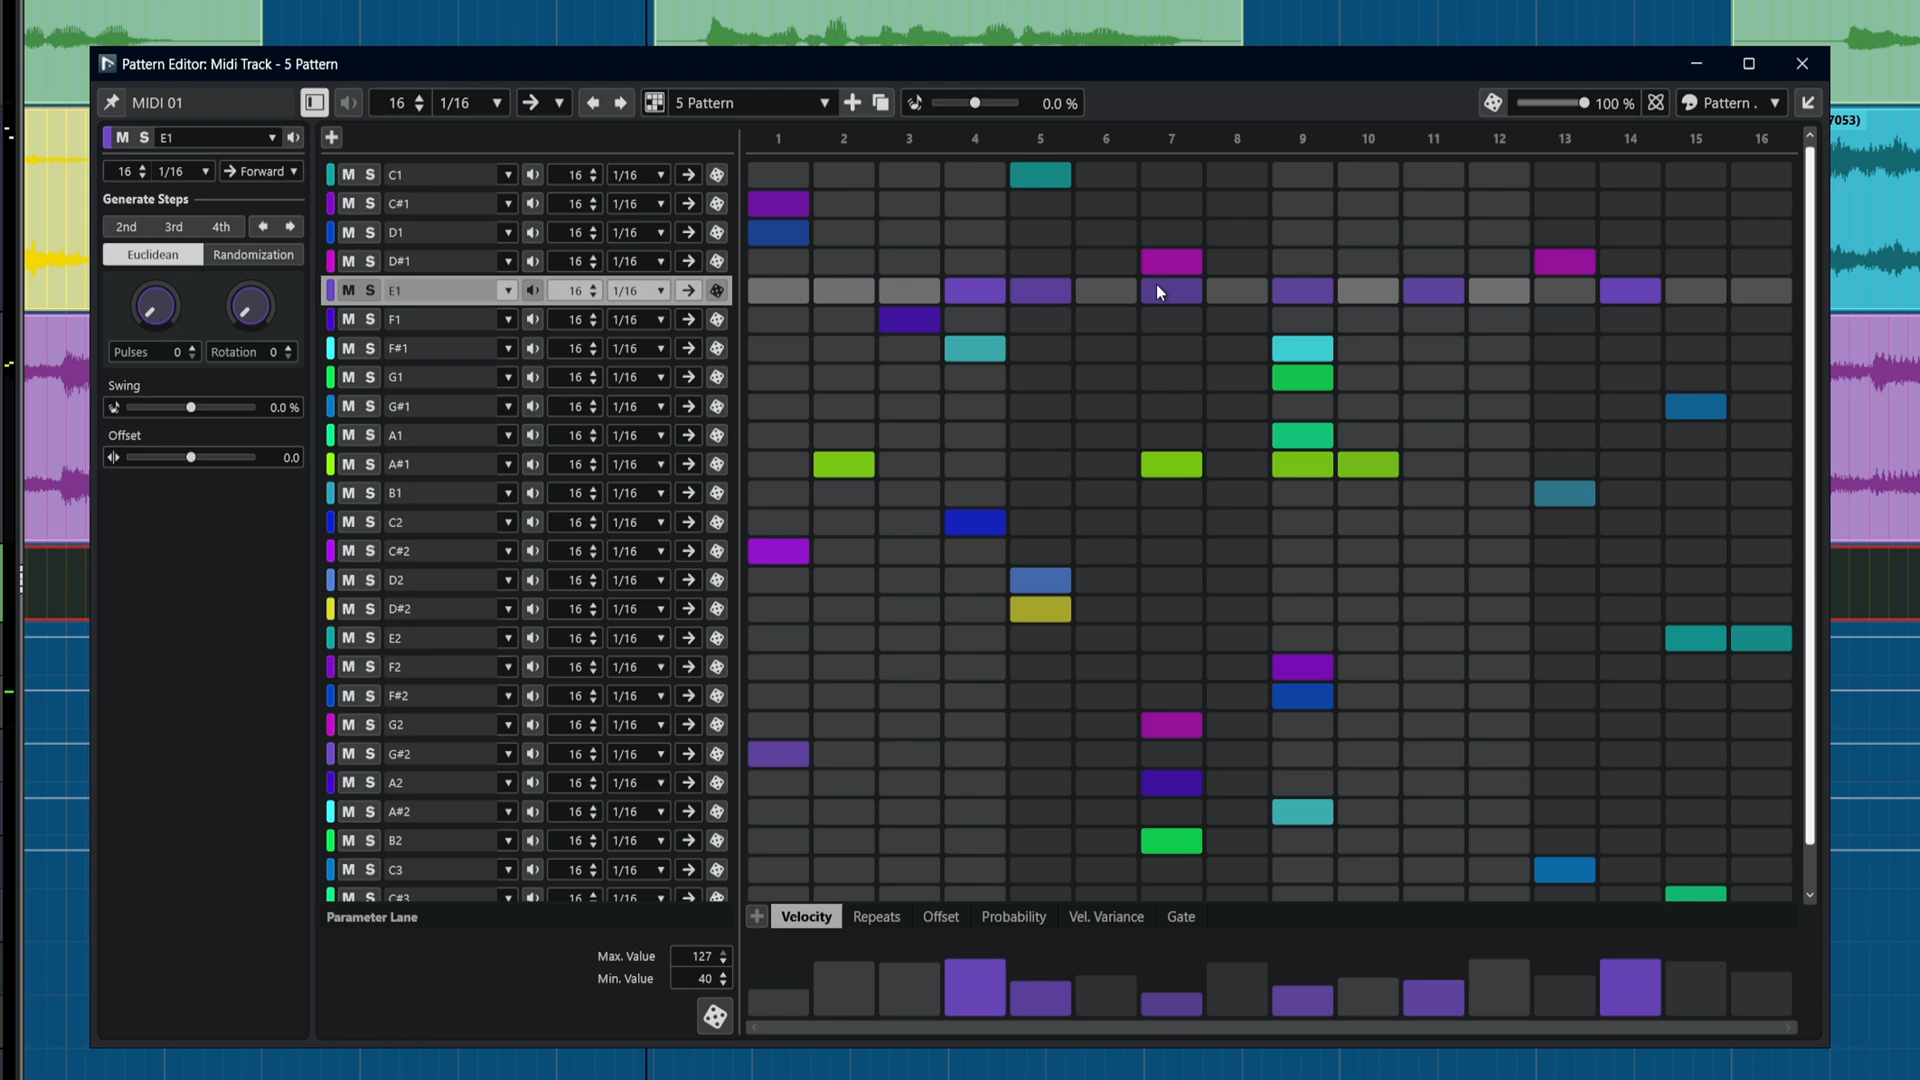 Pattern Editor: Midi Track - 5 Pattern
MIDI 01
16 1/16
5 Pattern
0.0 %
100 %
Pattern .
7053)
M S E1
16 1/16 Forward
Generate Steps
2nd 3rd 4th
Euclidean Randomization
Pulses 0 Rotation 0
Swing
0.0 %
Offset
0.0
1 2 3 4 5 6 7 8 9 10 11 12 13 14 15 16
M S C1 16 1/16
M S C#1 16 1/16
M S D1 16 1/16
M S D#1 16 1/16
M S E1 16 1/16
M S F1 16 1/16
M S F#1 16 1/16
M S G1 16 1/16
M S G#1 16 1/16
M S A1 16 1/16
M S A#1 16 1/16
M S B1 16 1/16
M S C2 16 1/16
M S C#2 16 1/16
M S D2 16 1/16
M S D#2 16 1/16
M S E2 16 1/16
M S F2 16 1/16
M S F#2 16 1/16
M S G2 16 1/16
M S G#2 16 1/16
M S A2 16 1/16
M S A#2 16 1/16
M S B2 16 1/16
M S C3 16 1/16
M S C#3 16 1/16
Parameter Lane
Velocity Repeats Offset Probability Vel. Variance Gate
Max. Value 127
Min. Value 40